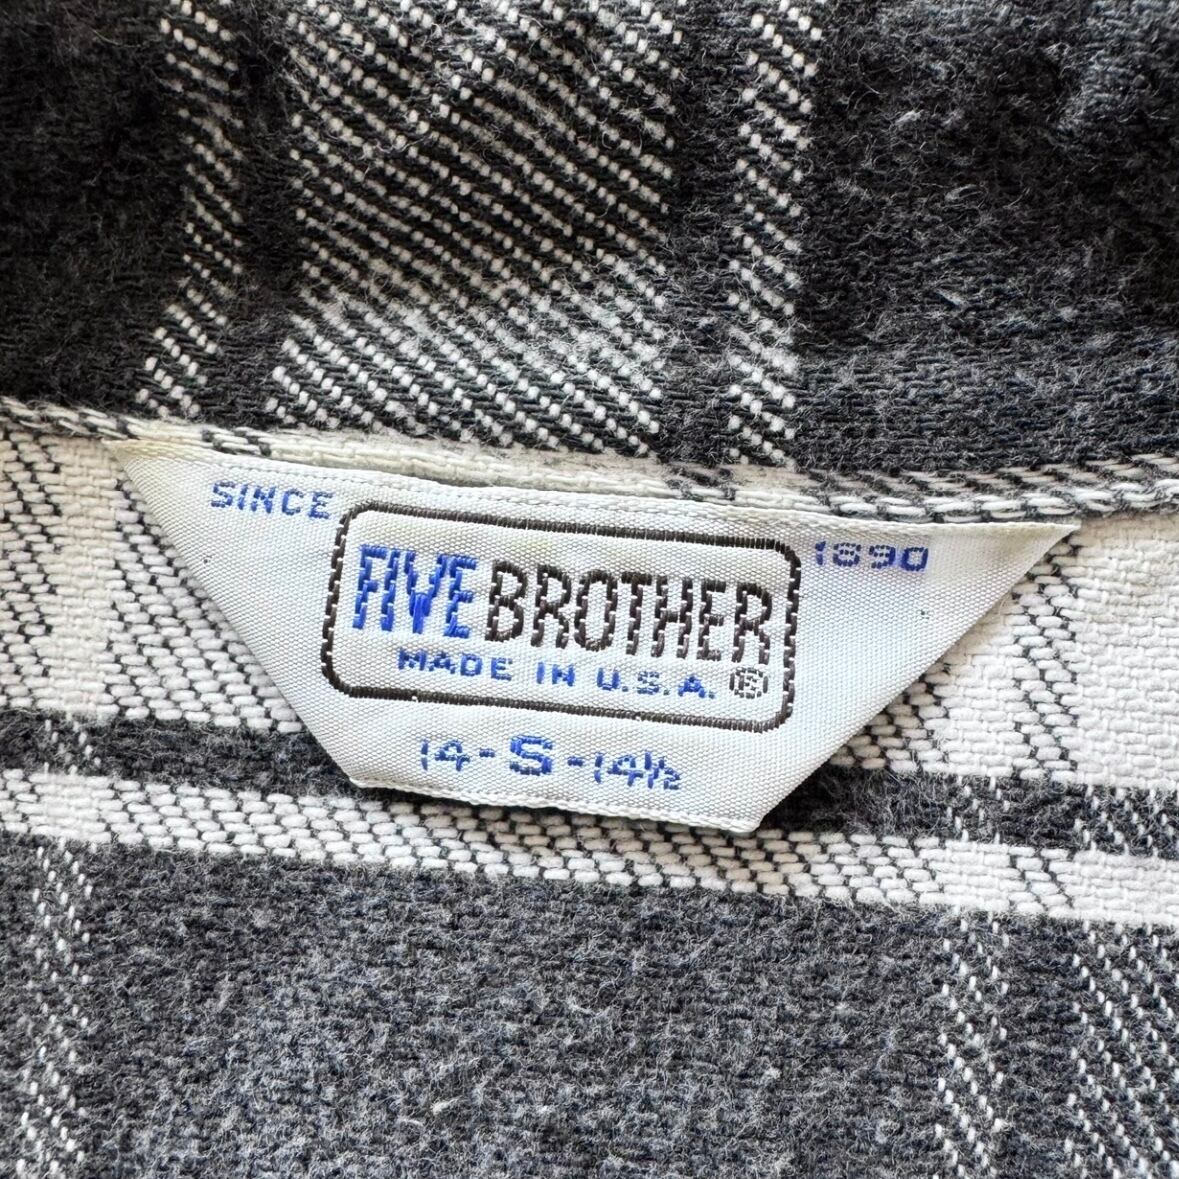 SINCE 1890
FIVE BROTHER
MADE IN U.S.A. ®
14-S-14½